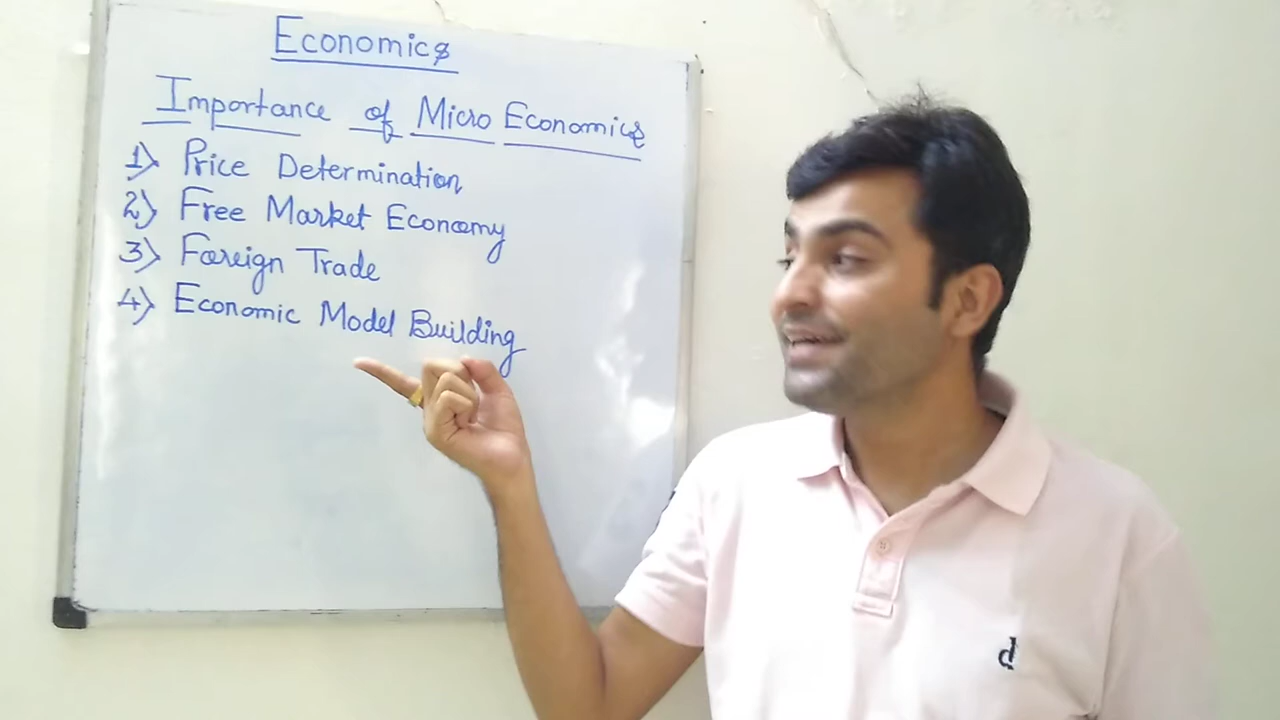 Economics
Importance of Micro Economics
1) Price Determination
2) Free Market Economy
3) Foreign Trade
4) Economic Model Building
d